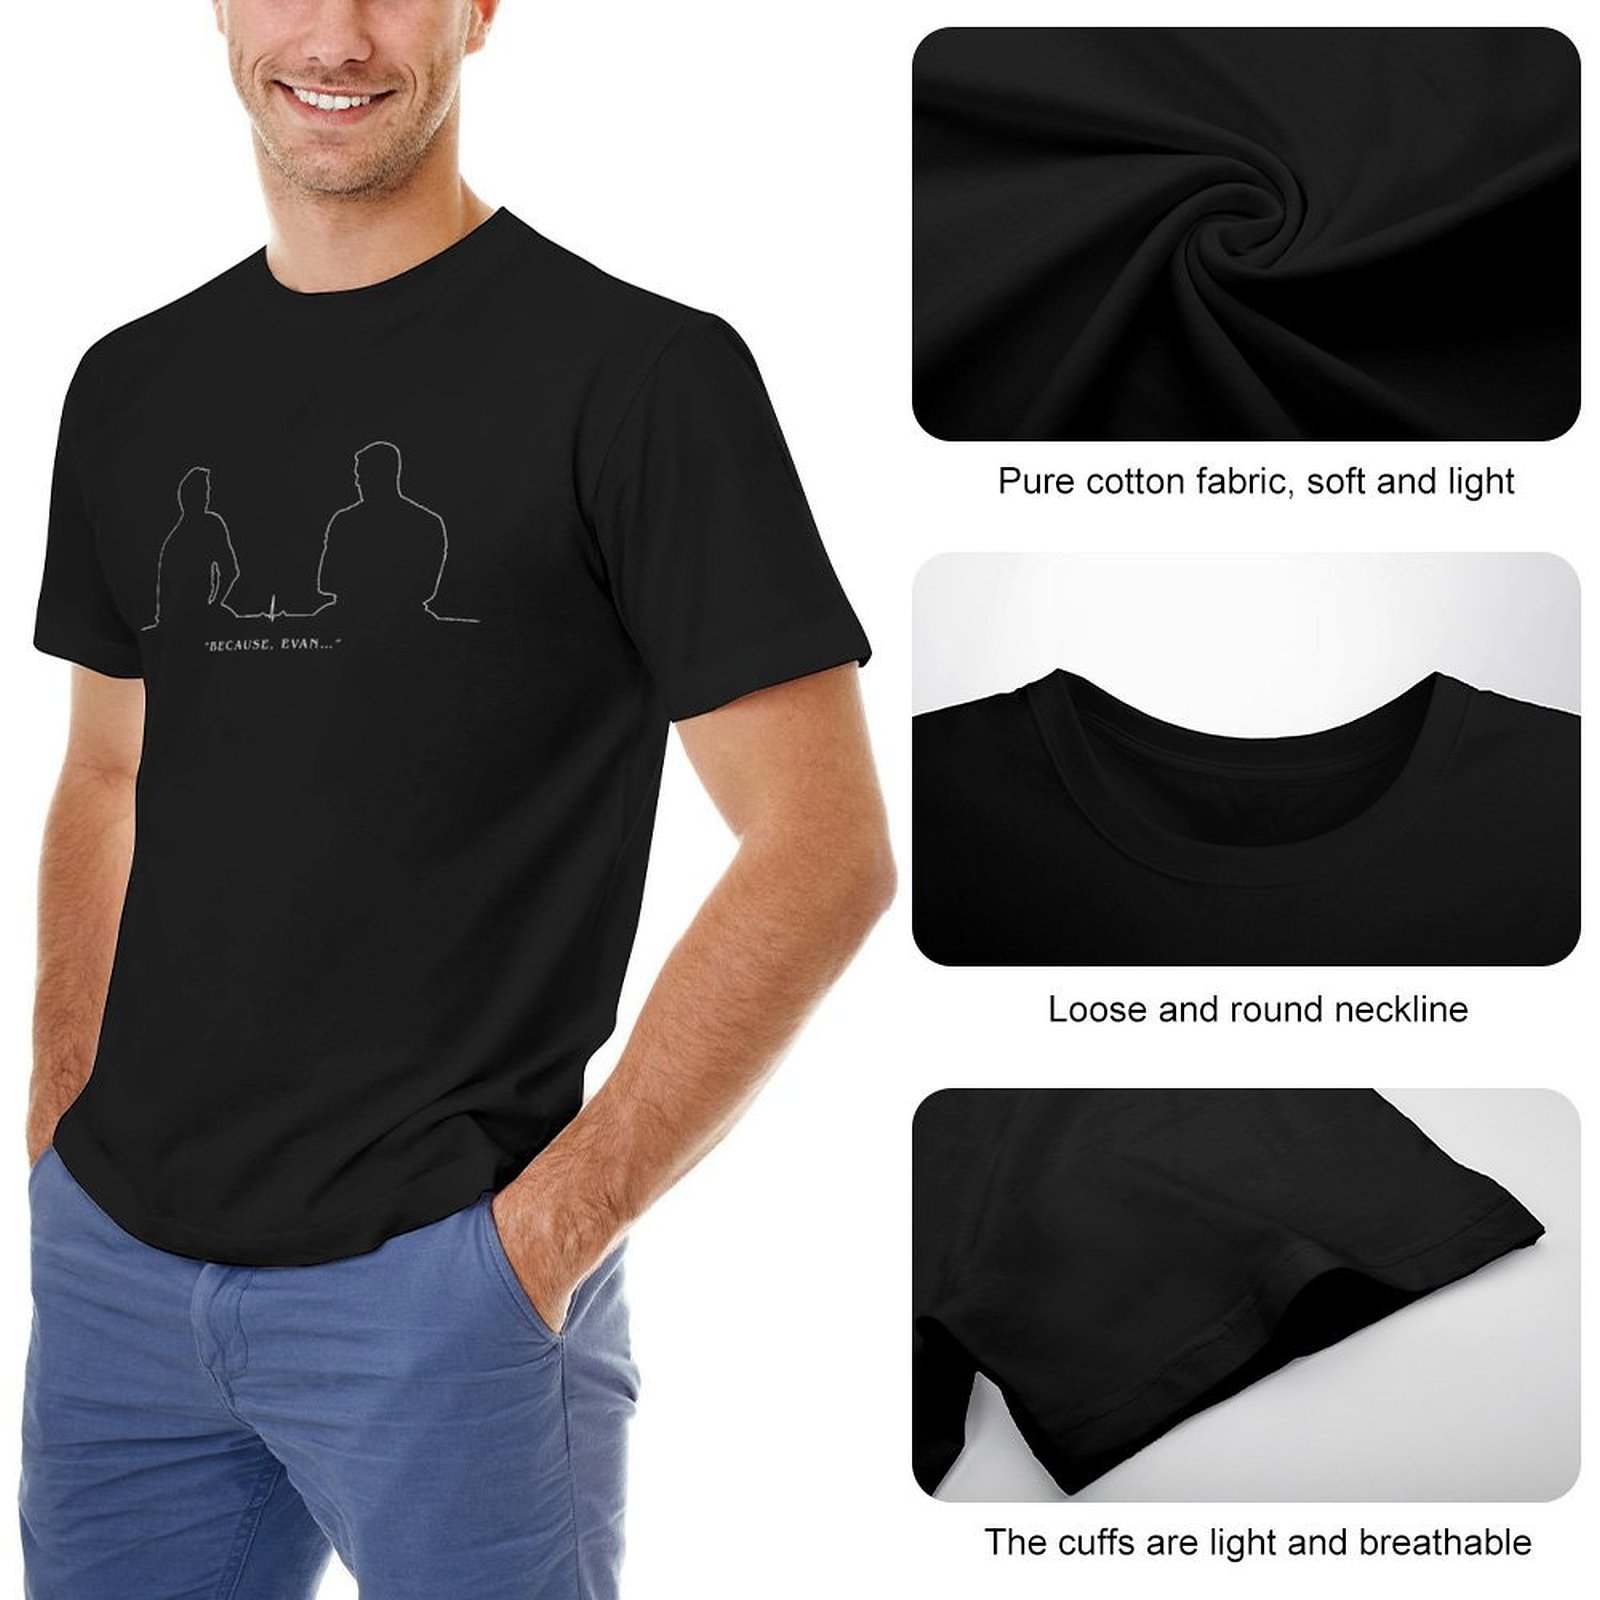 "BECAUSE, EVAN..."
Pure cotton fabric, soft and light
Loose and round neckline
The cuffs are light and breathable